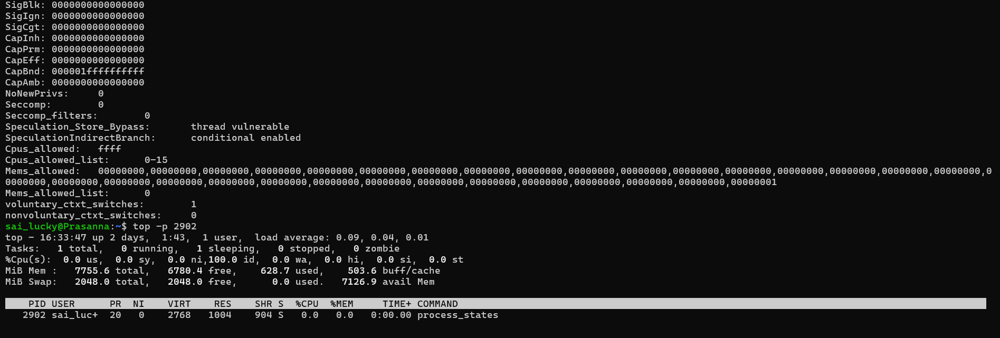 SigBlk: 0000000000000000
SigIgn: 0000000000000000
SigCgt: 0000000000000000
CapInh: 0000000000000000
CapPrm: 0000000000000000
CapEff: 0000000000000000
CapBnd: 000001ffffffffff
CapAmb: 0000000000000000
NoNewPrivs:     0
Seccomp:        0
Seccomp_filters:        0
Speculation_Store_Bypass:       thread vulnerable
SpeculationIndirectBranch:      conditional enabled
Cpus_allowed:   ffff
Cpus_allowed_list:      0-15
Mems_allowed:   00000000,00000000,00000000,00000000,00000000,00000000,00000000,00000000,00000000,00000000,00000000,00000000,00000000,00000000,00000000,00000000,00000000,0
0000000,00000000,00000000,00000000,00000000,00000000,00000000,00000000,00000000,00000000,00000000,00000000,00000000,00000000,00000001
Mems_allowed_list:      0
voluntary_ctxt_switches:        1
nonvoluntary_ctxt_switches:     0
sai_lucky@Prasanna:~$ top -p 2902
top - 16:33:47 up 2 days,  1:43,  1 user,  load average: 0.09, 0.04, 0.01
Tasks:   1 total,   0 running,   1 sleeping,   0 stopped,   0 zombie
%Cpu(s):  0.0 us,  0.0 sy,  0.0 ni,100.0 id,  0.0 wa,  0.0 hi,  0.0 si,  0.0 st
MiB Mem :   7755.6 total,   6780.4 free,    628.7 used,    503.6 buff/cache
MiB Swap:   2048.0 total,   2048.0 free,      0.0 used.   7126.9 avail Mem
    PID USER      PR  NI    VIRT    RES    SHR S  %CPU  %MEM     TIME+ COMMAND
   2902 sai_luc+  20   0    2768   1004    904 S   0.0   0.0   0:00.00 process_states